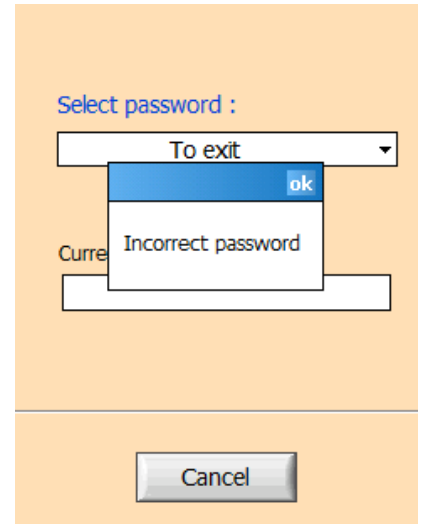 Select password :
To exit
ok
Incorrect password
Curre
Cancel